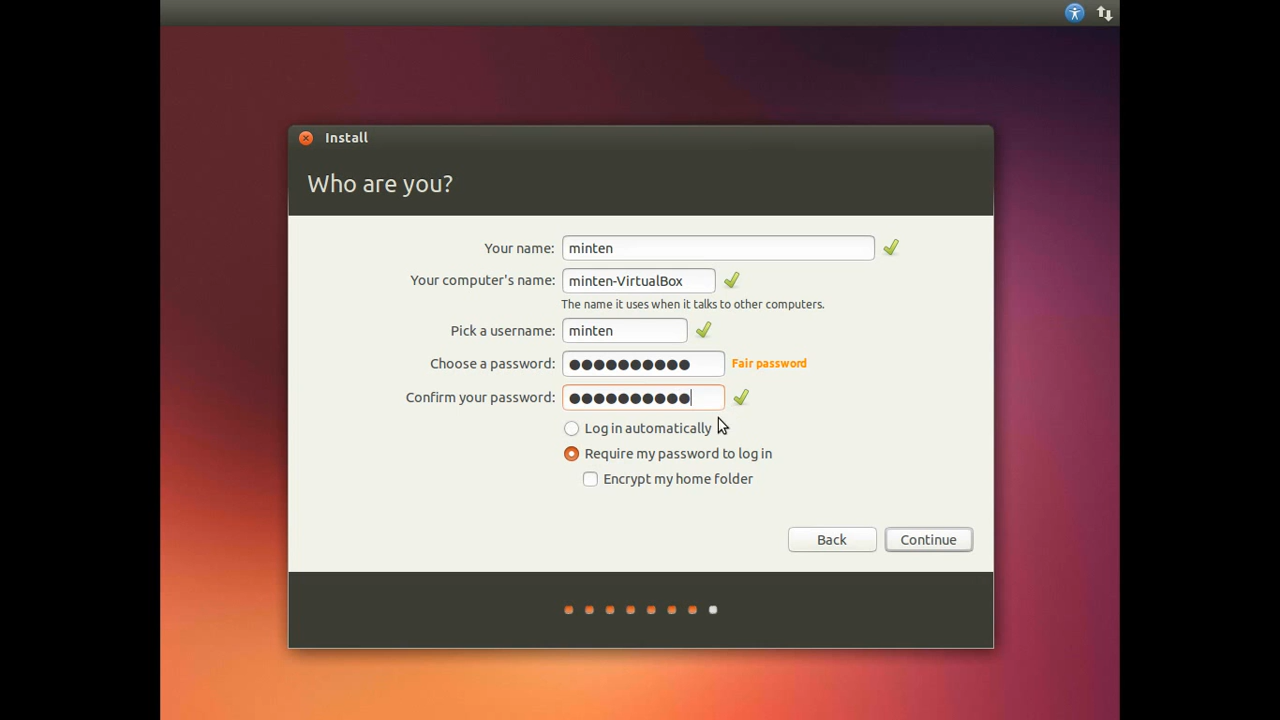 Install
Who are you?
Your name: minten
Your computer's name: minten-VirtualBox
The name it uses when it talks to other computers.
Pick a username: minten
Choose a password: ●●●●●●●●●● Fair password
Confirm your password: ●●●●●●●●●●
Log in automatically
Require my password to log in
Encrypt my home folder
Back Continue